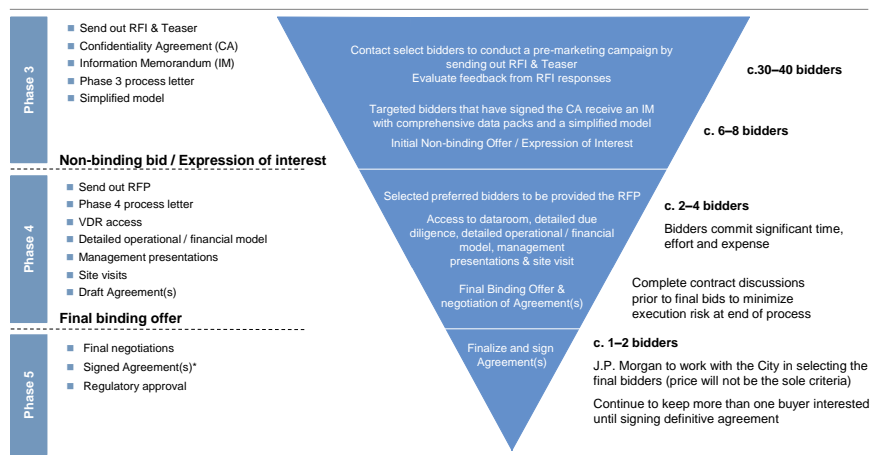 Phase 3
Send out RFI & Teaser
Confidentiality Agreement (CA)
Information Memorandum (IM)
Phase 3 process letter
Simplified model
Contact select bidders to conduct a pre-marketing campaign by
sending out RFI & Teaser
Evaluate feedback from RFI responses
c.30–40 bidders
Targeted bidders that have signed the CA receive an IM
with comprehensive data packs and a simplified model
Initial Non-binding Offer / Expression of Interest
c. 6–8 bidders
Non-binding bid / Expression of interest
Phase 4
Send out RFP
Phase 4 process letter
VDR access
Detailed operational / financial model
Management presentations
Site visits
Draft Agreement(s)
Selected preferred bidders to be provided the RFP
Access to dataroom, detailed due
diligence, detailed operational / financial
model, management
presentations & site visit
Final Binding Offer &
negotiation of Agreement(s)
c. 2–4 bidders
Bidders commit significant time,
effort and expense
Complete contract discussions
prior to final bids to minimize
execution risk at end of process
Final binding offer
Phase 5
Final negotiations
Signed Agreement(s)*
Regulatory approval
Finalize and sign
Agreement(s)
c. 1–2 bidders
J.P. Morgan to work with the City in selecting the
final bidders (price will not be the sole criteria)
Continue to keep more than one buyer interested
until signing definitive agreement